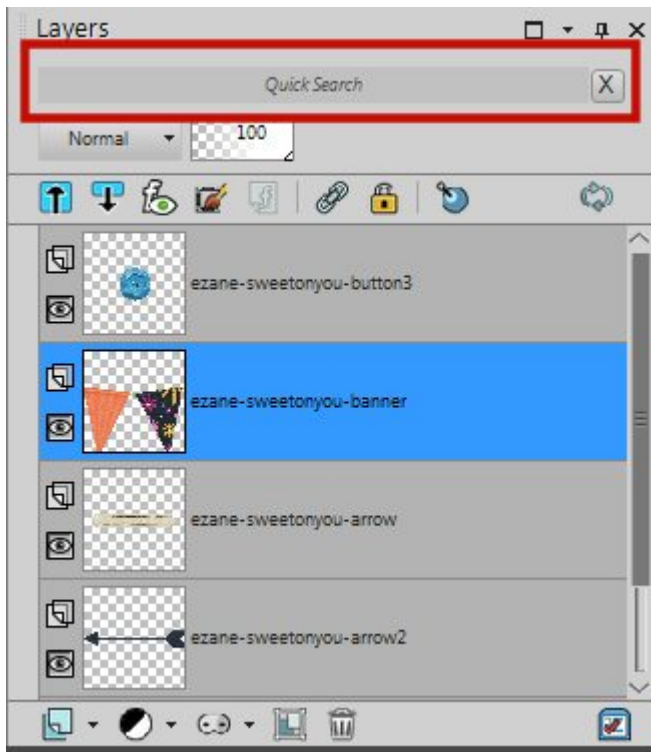 Layers
Quick Search
X
Normal
100
ezane-sweetonyou-button3
ezane-sweetonyou-banner
ezane-sweetonyou-arrow
ezane-sweetonyou-arrow2